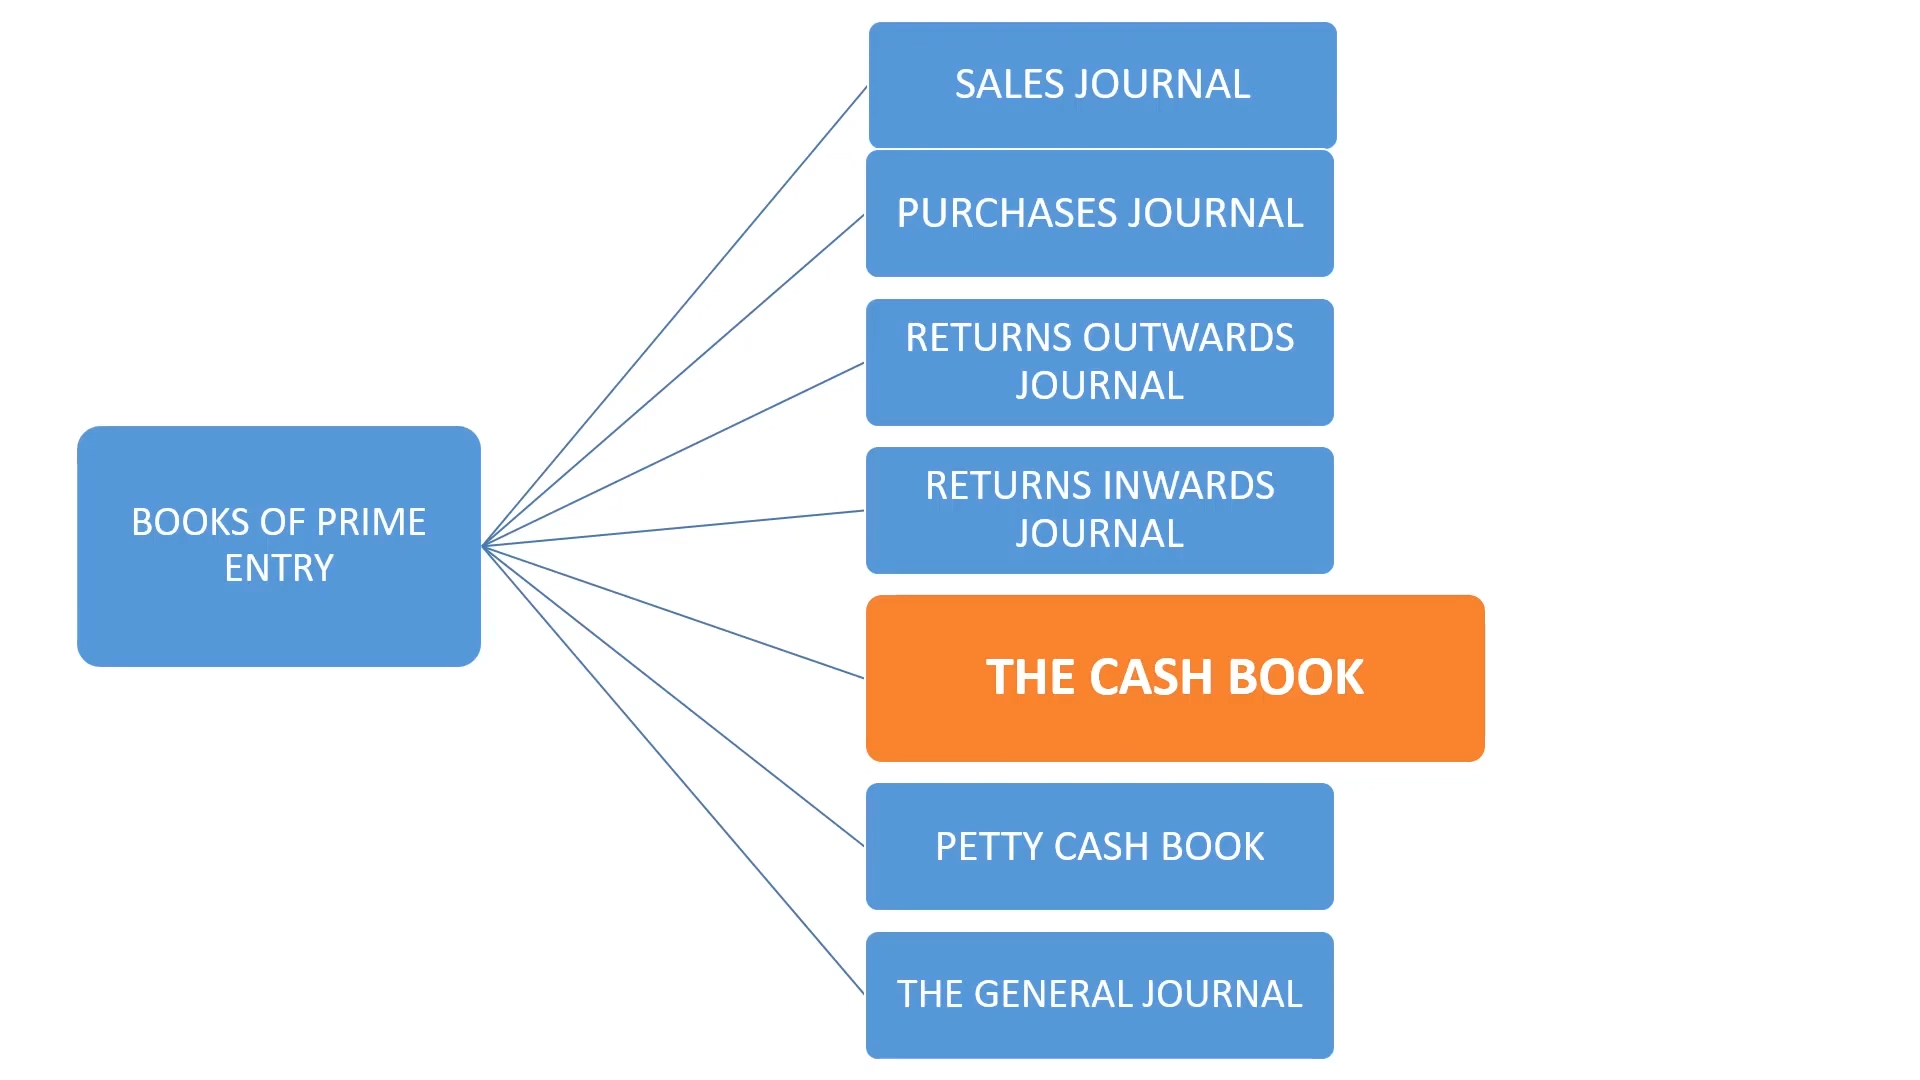 SALES JOURNAL
PURCHASES JOURNAL
RETURNS OUTWARDS
JOURNAL
RETURNS INWARDS
JOURNAL
BOOKS OF PRIME
ENTRY
THE CASH BOOK
PETTY CASH BOOK
THE GENERAL JOURNAL